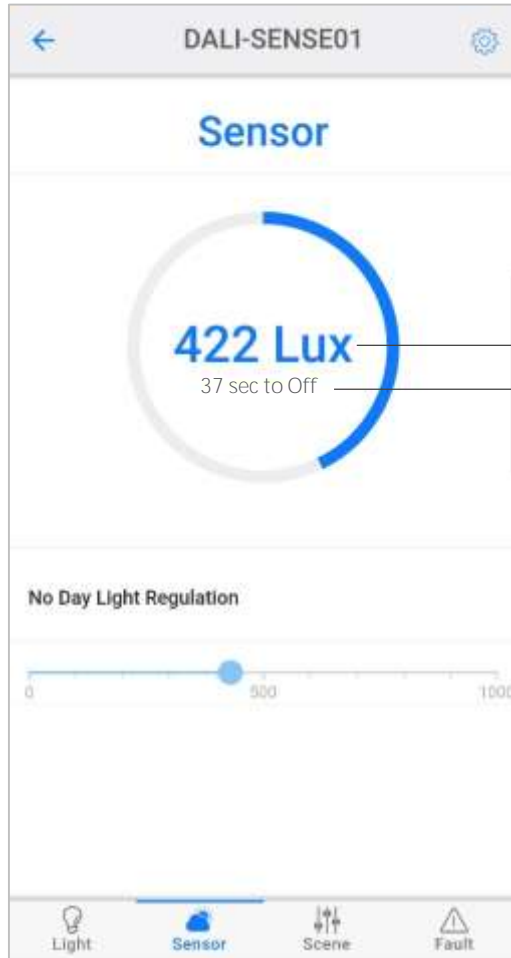 DALI-SENSE01
Sensor
422 Lux
37 sec to Off
No Day Light Regulation
0 500 1000
Light Sensor Scene Fault